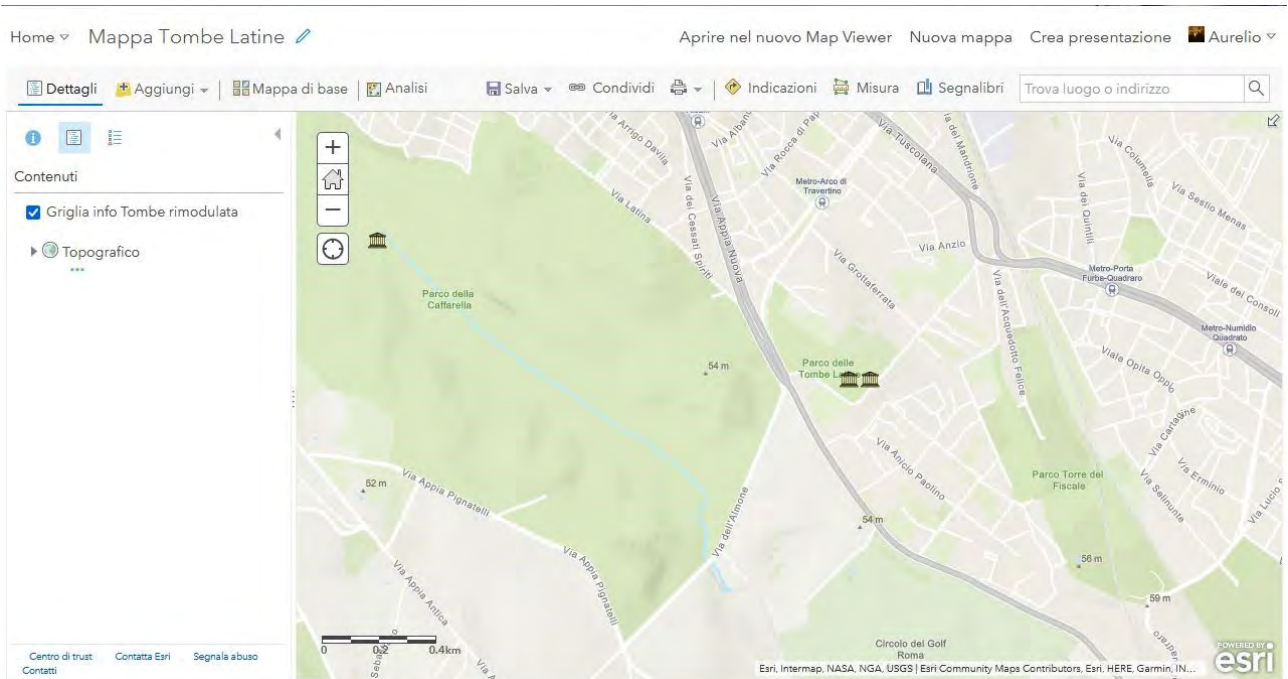 Home Mappa Tombe Latine Aprire nel nuovo Map Viewer Nuova mappa Crea presentazione Aurelio
Dettagli Aggiungi Mappa di base Analisi Salva Condividi Indicazioni Misura Segnalibri Trova luogo o indirizzo
Contenuti
Griglia info Tombe rimodulata
Topografico
Centro di trust Contatta Esri Segnala abuso
Contatti
+
−
Via Arrigo Davila
Via Latina
Via dei Cessati Spiriti
Via Appia Nuova
Via Rocca di Pap
Via Tuscolana
Metro-Arco di
Travertino
Via Anzio
Via Grottaferrata
Via dell'Acquedotto Felice
Via dei Quintili
Via Columella
Via Sestio Menas
Metro-Porta
Furba-Quadraro
Viale dei Consoli
Metro-Numidio
Quadrato
Viale Opita Oppio
Via Cartagine
Via Erminio
Via Selinunte
Parco della
Caffarella
54 m
Parco delle
Tombe
Via Anicio Paolino
Parco Torre del
Fiscale
52 m
Via Appia Pignatelli
Via Appia Pignatelli
Via dell'Almone
Via Appia Antica
54 m
56 m
59 m
Circolo del Golf
Roma
0 0.2 0.4km
Esri, Intermap, NASA, NGA, USGS | Esri Community Maps Contributors, Esri, HERE, Garmin, IN...
POWERED BY
esri